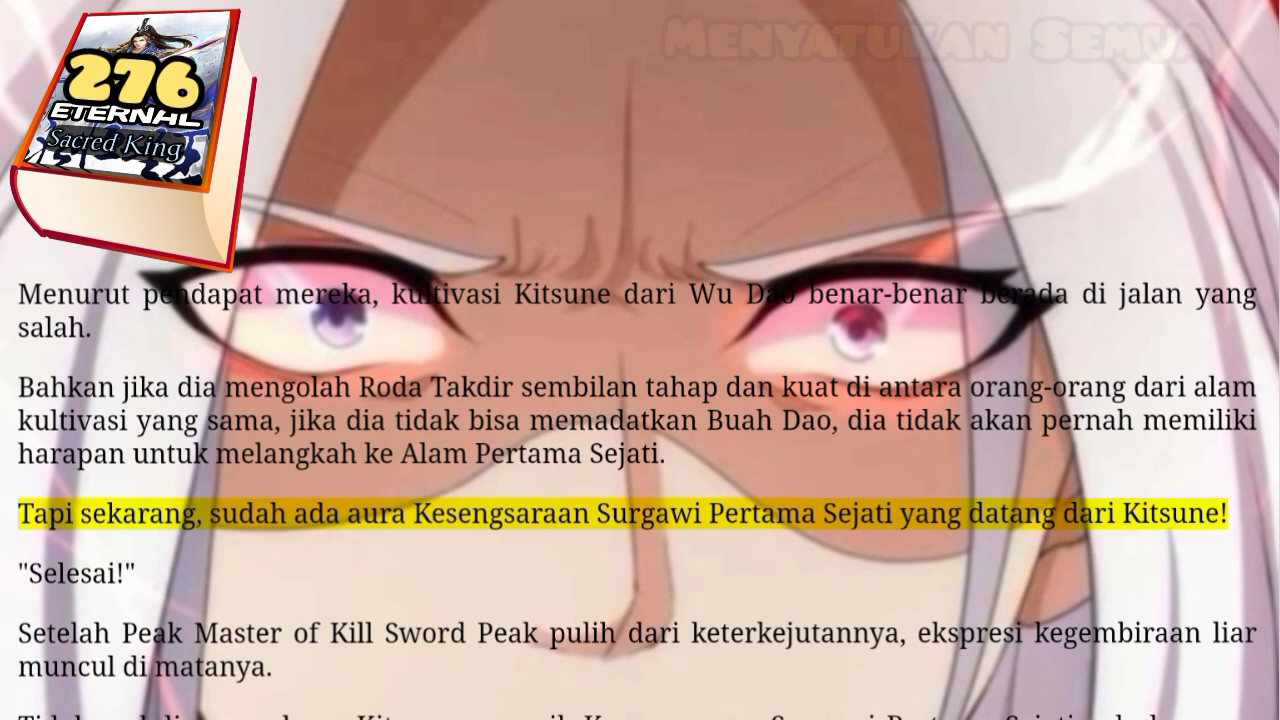 Menyatukan Semua
276
ETERNAL
Sacred King
Menurut pendapat mereka, kultivasi Kitsune dari Wu Dao benar-benar berada di jalan yang
salah.
Bahkan jika dia mengolah Roda Takdir sembilan tahap dan kuat di antara orang-orang dari alam
kultivasi yang sama, jika dia tidak bisa memadatkan Buah Dao, dia tidak akan pernah memiliki
harapan untuk melangkah ke Alam Pertama Sejati.
Tapi sekarang, sudah ada aura Kesengsaraan Surgawi Pertama Sejati yang datang dari Kitsune!
"Selesai!"
Setelah Peak Master of Kill Sword Peak pulih dari keterkejutannya, ekspresi kegembiraan liar
muncul di matanya.